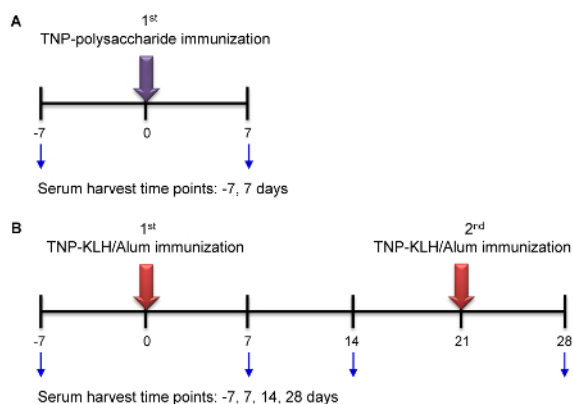 A
1st
TNP-polysaccharide immunization
-7 0 7
Serum harvest time points: -7, 7 days
B
1st 2nd
TNP-KLH/Alum immunization TNP-KLH/Alum immunization
-7 0 7 14 21 28
Serum harvest time points: -7, 7, 14, 28 days